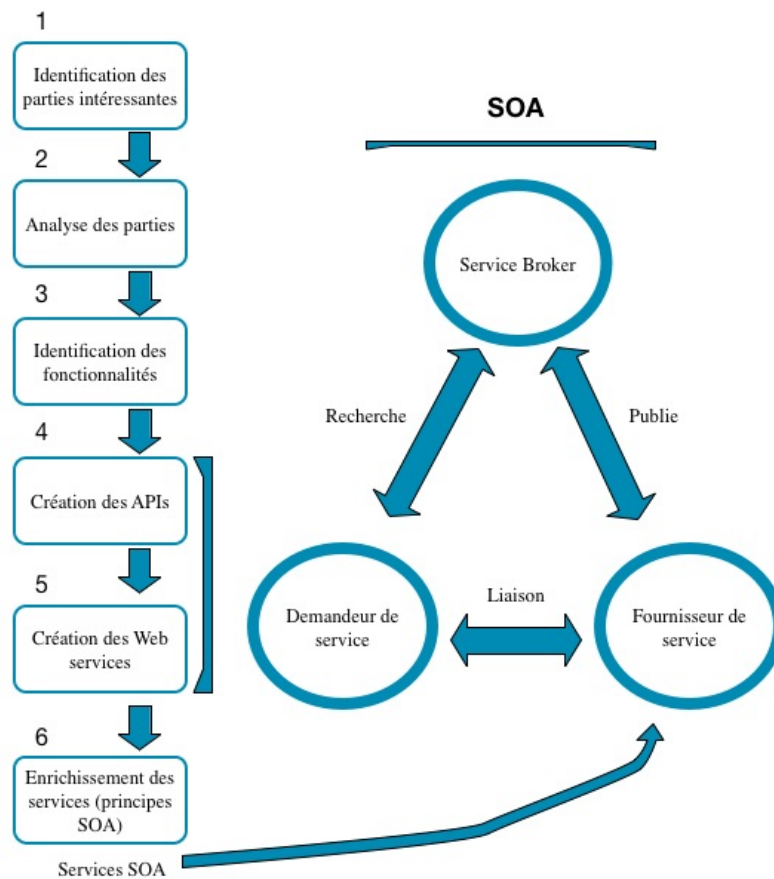 1
Identification des
parties intéressantes
2
Analyse des parties
3
Identification des
fonctionnalités
4
Création des APIs
5
Création des Web
services
6
Enrichissement des
services (principes
SOA)
Services SOA
SOA
Service Broker
Recherche
Publie
Demandeur de
service
Liaison
Fournisseur de
service